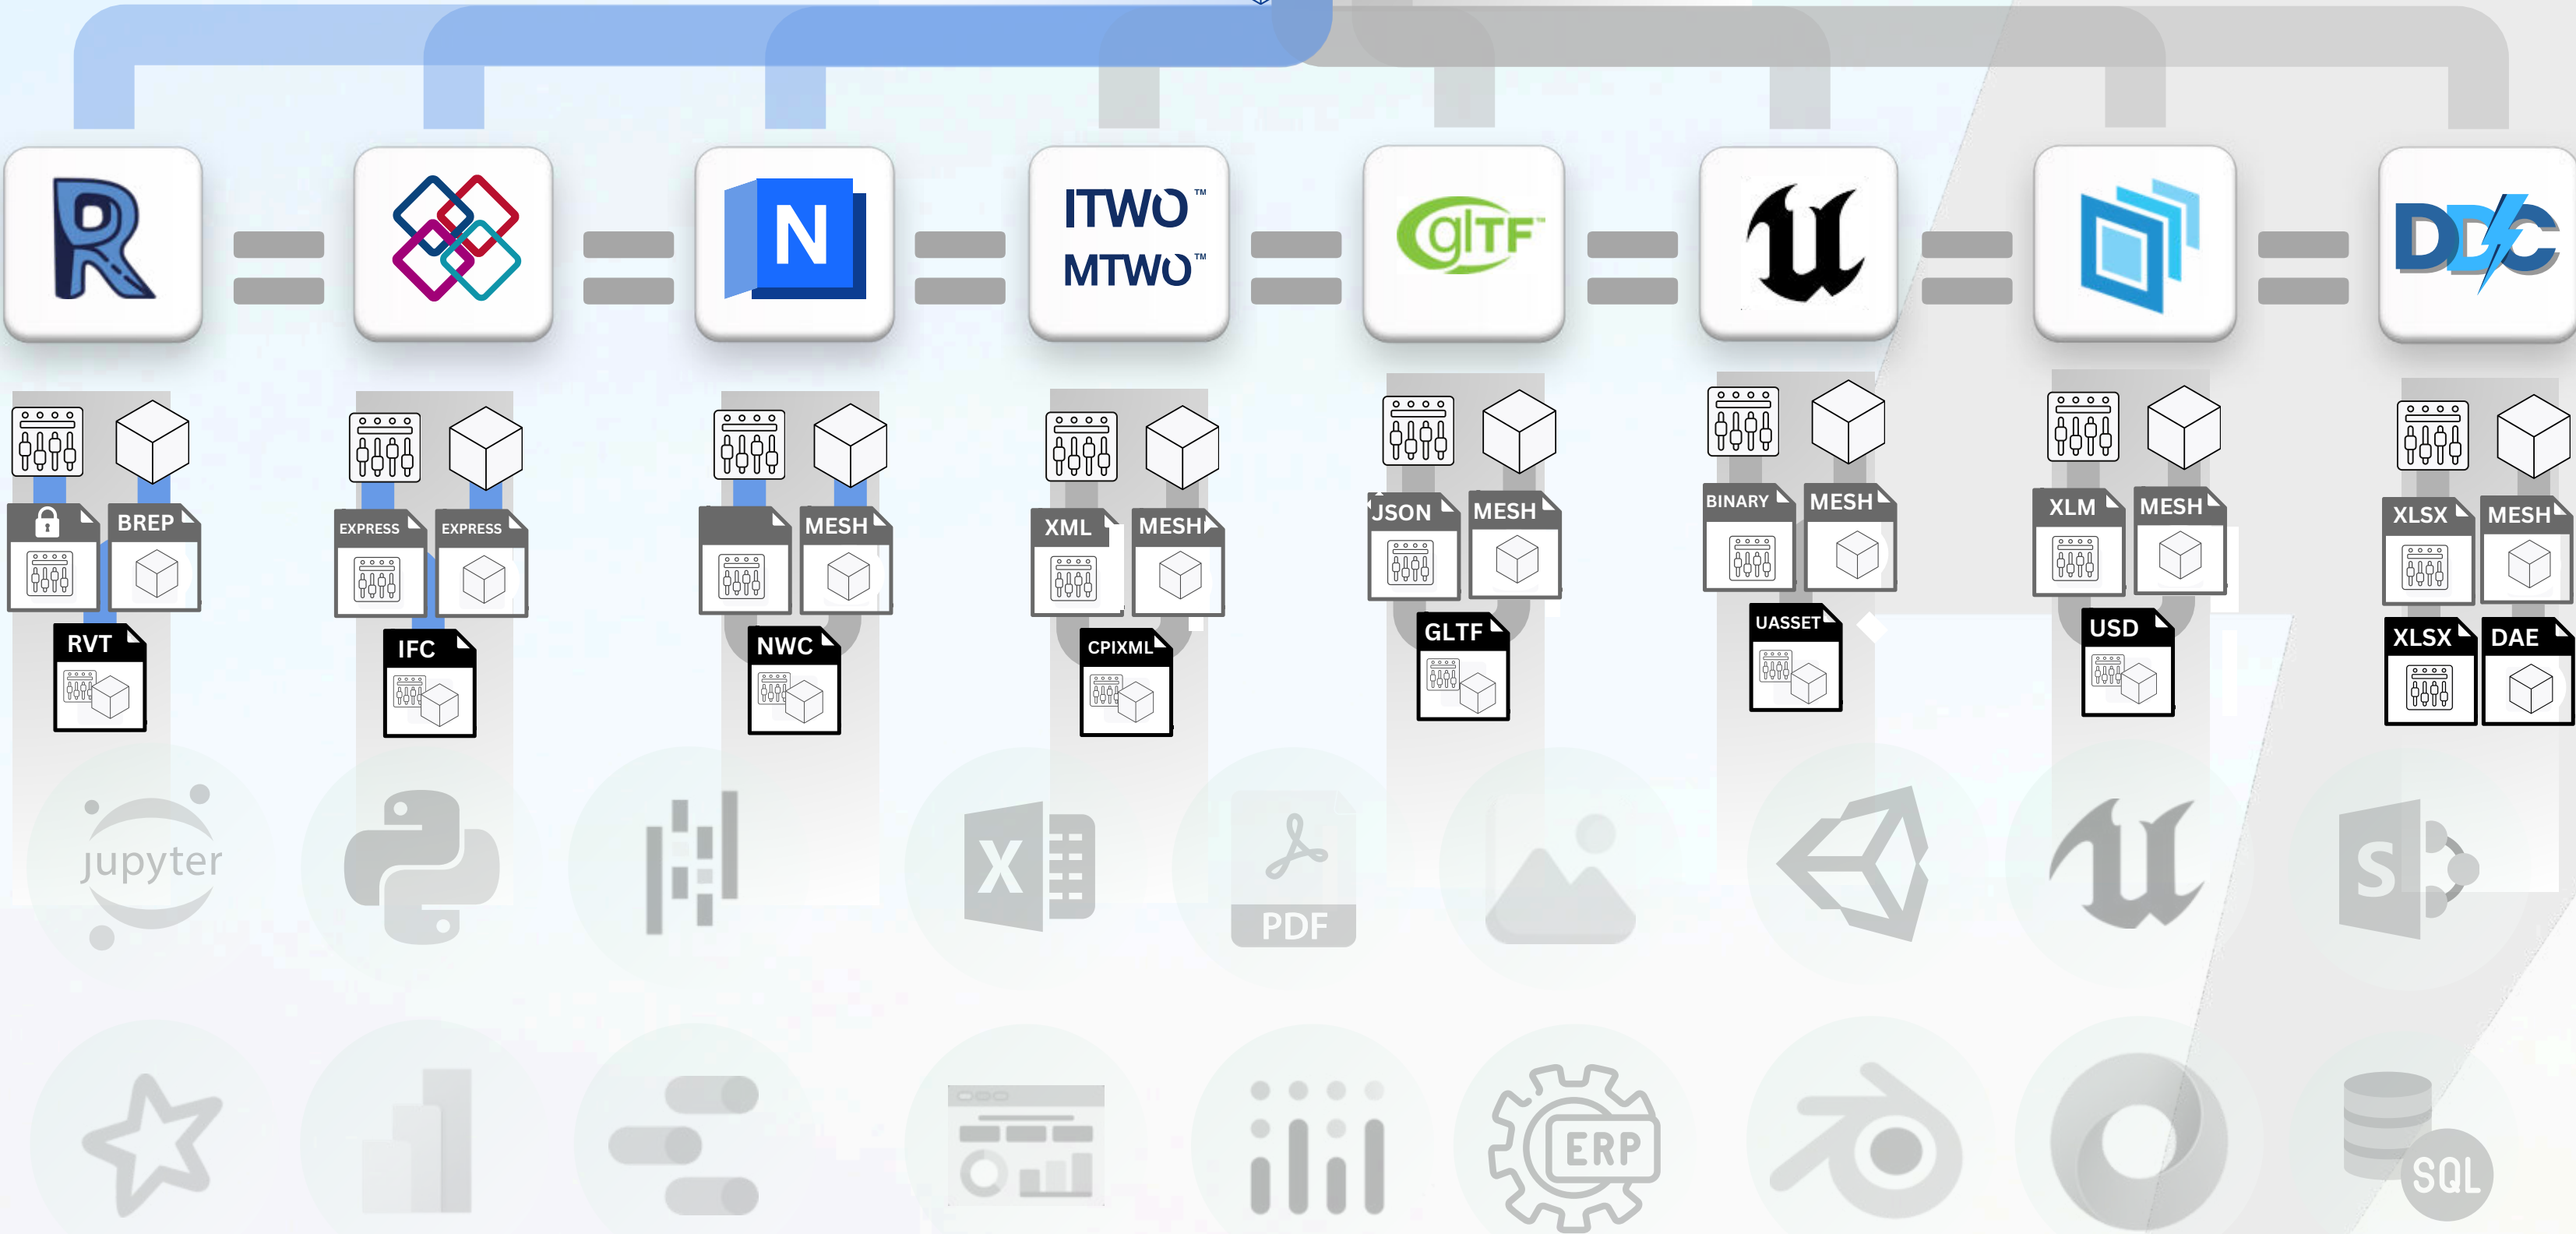 R
N
ITWO™
MTWO™
glTF™
DDC
BREP
EXPRESS
EXPRESS
MESH
XML
MESH
JSON
MESH
BINARY
MESH
XLM
MESH
XLSX
MESH
RVT
IFC
NWC
CPIXML
GLTF
UASSET
USD
XLSX
DAE
jupyter
X
PDF
S
ERP
SQL